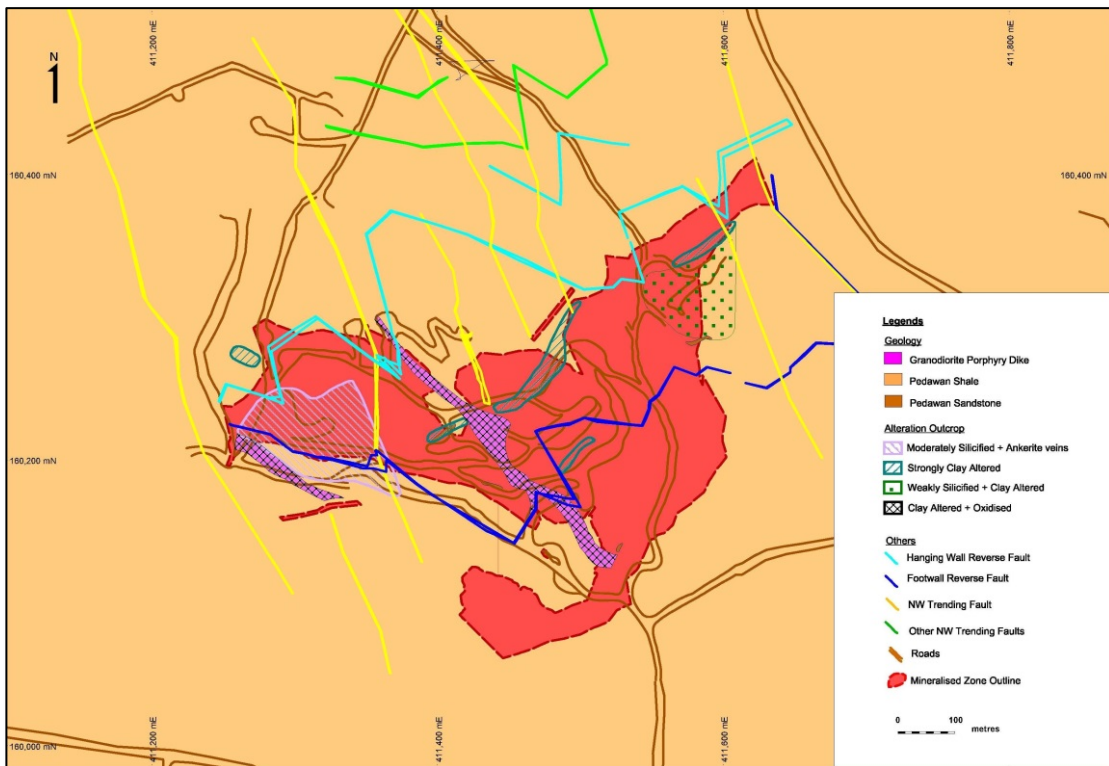 411,200 mE
411,400 mE
411,600 mE
411,800 mE
N
160,400 mN
160,400 mN
160,200 mN
160,000 mN
411,200 mE
411,400 mE
411,600 mE
Legends
Geology
Granodiorite Porphyry Dike
Pedawan Shale
Pedawan Sandstone
Alteration Outcrop
Moderately Silicified + Ankerite veins
Strongly Clay Altered
Weakly Silicified + Clay Altered
Clay Altered + Oxidised
Others
Hanging Wall Reverse Fault
Footwall Reverse Fault
NW Trending Fault
Other NW Trending Faults
Roads
Mineralised Zone Outline
0 100
metres